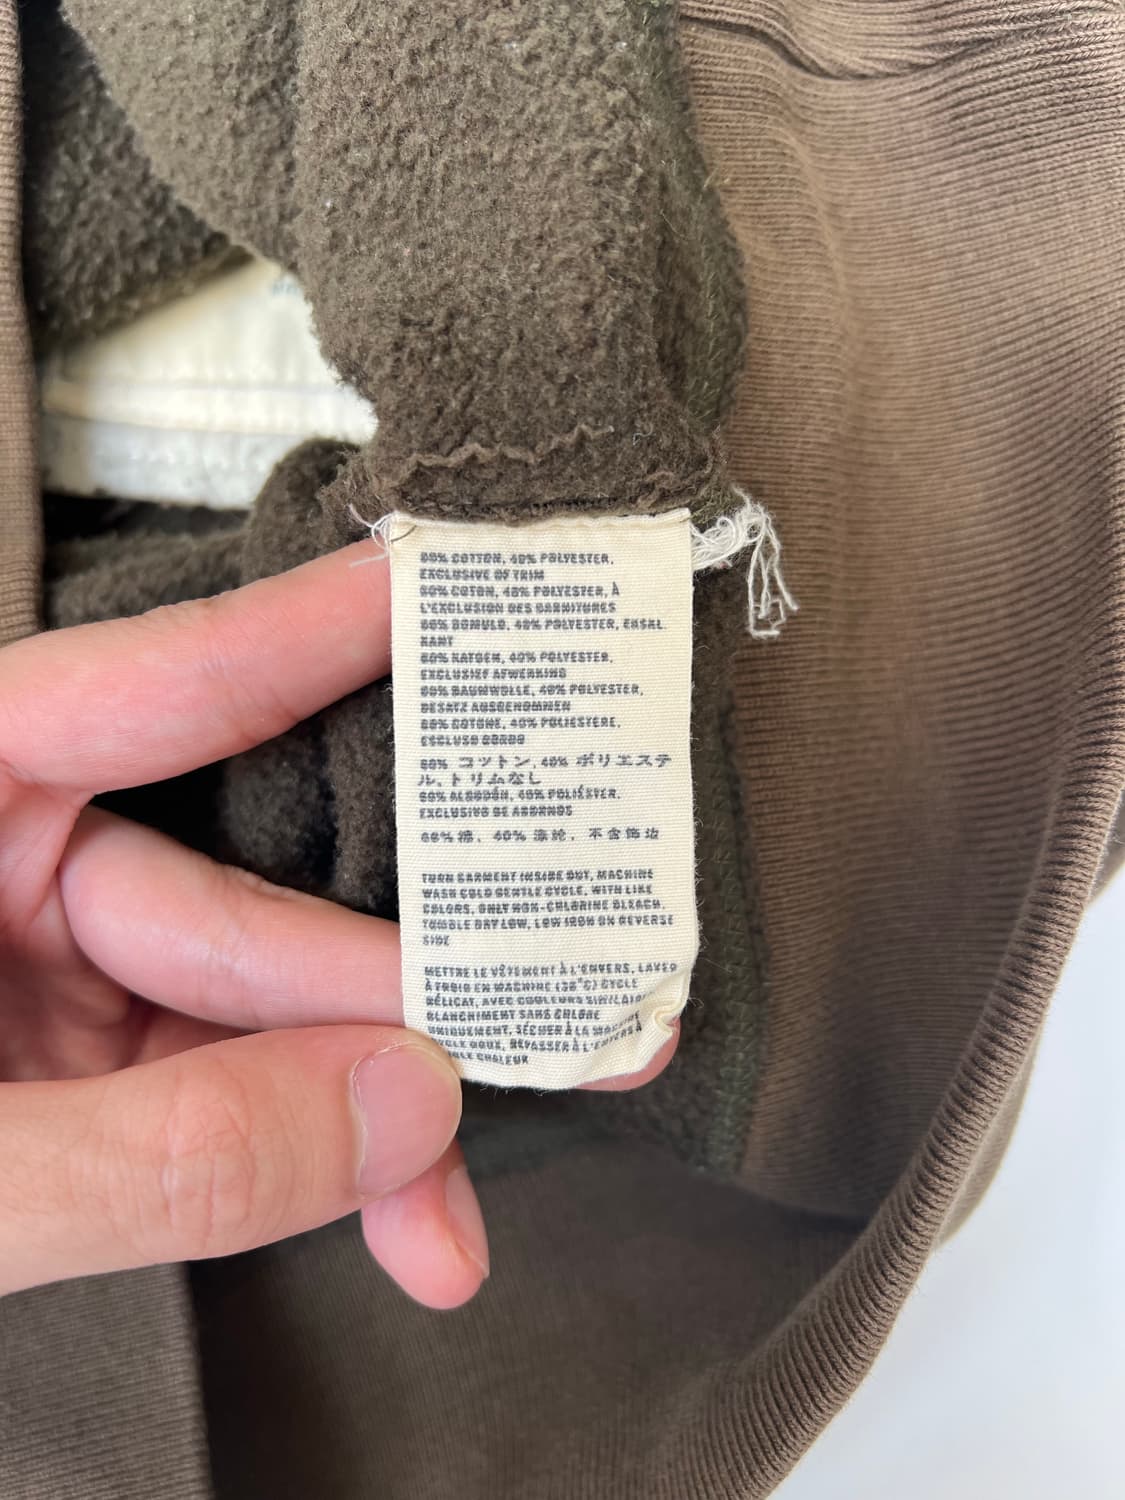 60% COTTON, 40% POLYESTER,
EXCLUSIVE OF TRIM
60% COTON, 40% POLYESTER, À
L'EXCLUSION DES GARNITURES
60% BOMULD, 40% POLYESTER, EKSKL.
KANT
60% KATOEN, 40% POLYESTER,
EXCLUSIEF AFWERKING
60% BAUMWOLLE, 40% POLYESTER,
BESATZ AUSGENOMMEN
60% COTONE, 40% POLIESTERE,
ESCLUSO BORDO
60% コットン, 40% ポリエステ
ル, トリムなし
60% ALGODÓN, 40% POLIÉSTER,
EXCLUSIVO DE ADORNOS
60% 棉, 40% 涤纶, 不含饰边
TURN GARMENT INSIDE OUT, MACHINE
WASH COLD GENTLE CYCLE, WITH LIKE
COLORS, ONLY NON-CHLORINE BLEACH,
TUMBLE DRY LOW, LOW IRON ON REVERSE
SIDE
METTRE LE VÊTEMENT À L'ENVERS, LAVER
À FROID EN MACHINE (30°C) CYCLE
DÉLICAT, AVEC COULEURS SIMILAIRES
BLANCHIMENT SANS CHLORE
UNIQUEMENT, SÉCHER À LA MACHINE
CYCLE DOUX, REPASSER À L'ENVERS À
CHALEUR